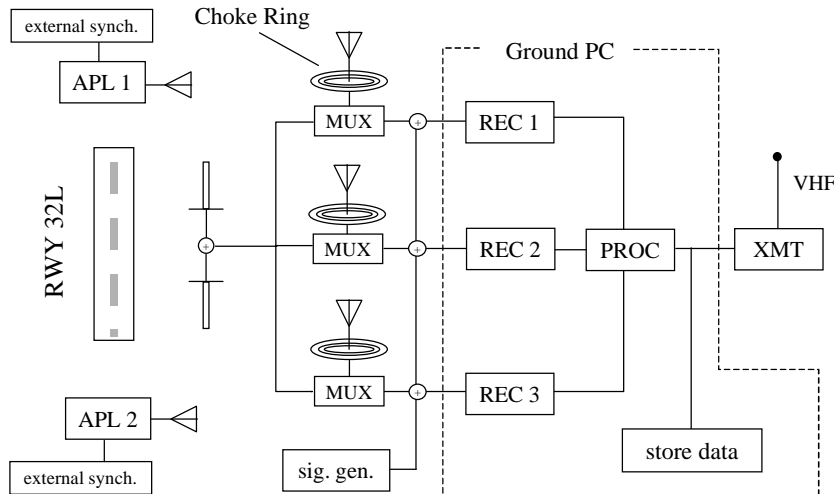 external synch.
Choke Ring
Ground PC
APL 1
MUX
+
REC 1
RWY 32L
VHF
+
MUX
+
REC 2
PROC
XMT
MUX
+
REC 3
APL 2
external synch.
sig. gen.
store data